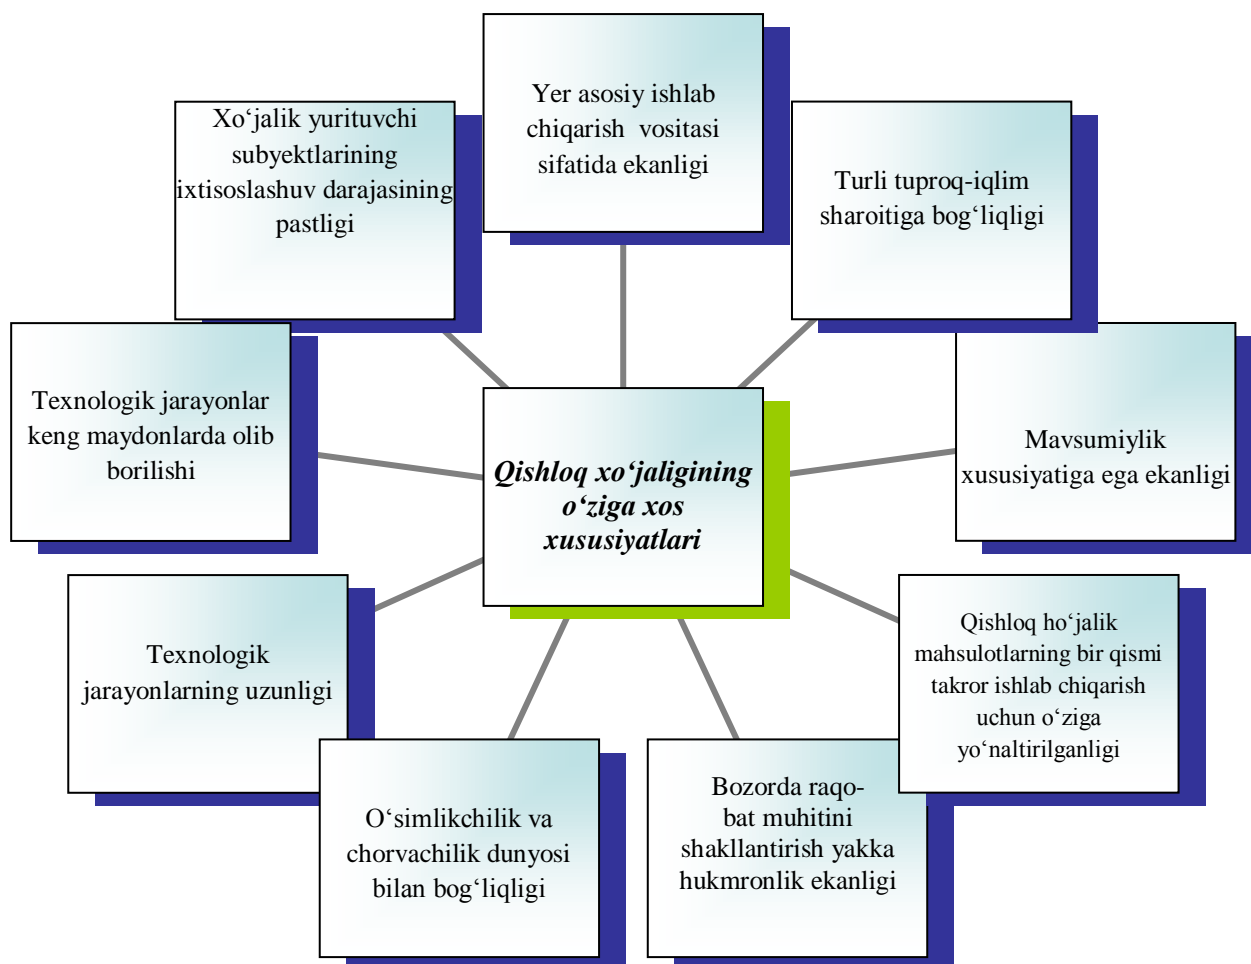 Yer asosiy ishlab
chiqarish vositasi
sifatida ekanligi
Xo‘jalik yurituvchi
subyektlarining
ixtisoslashuv darajasining
pastligi
Turli tuproq-iqlim
sharoitiga bog‘liqligi
Texnologik jarayonlar
keng maydonlarda olib
borilishi
Qishloq xo‘jaligining
o‘ziga xos
xususiyatlari
Mavsumiylik
xususiyatiga ega ekanligi
Texnologik
jarayonlarning uzunligi
Qishloq ho‘jalik
mahsulotlarning bir qismi
takror ishlab chiqarish
uchun o‘ziga
yo‘naltirilganligi
O‘simlikchilik va
chorvachilik dunyosi
bilan bog‘liqligi
Bozorda raqo-
bat muhitini
shakllantirish yakka
hukmronlik ekanligi